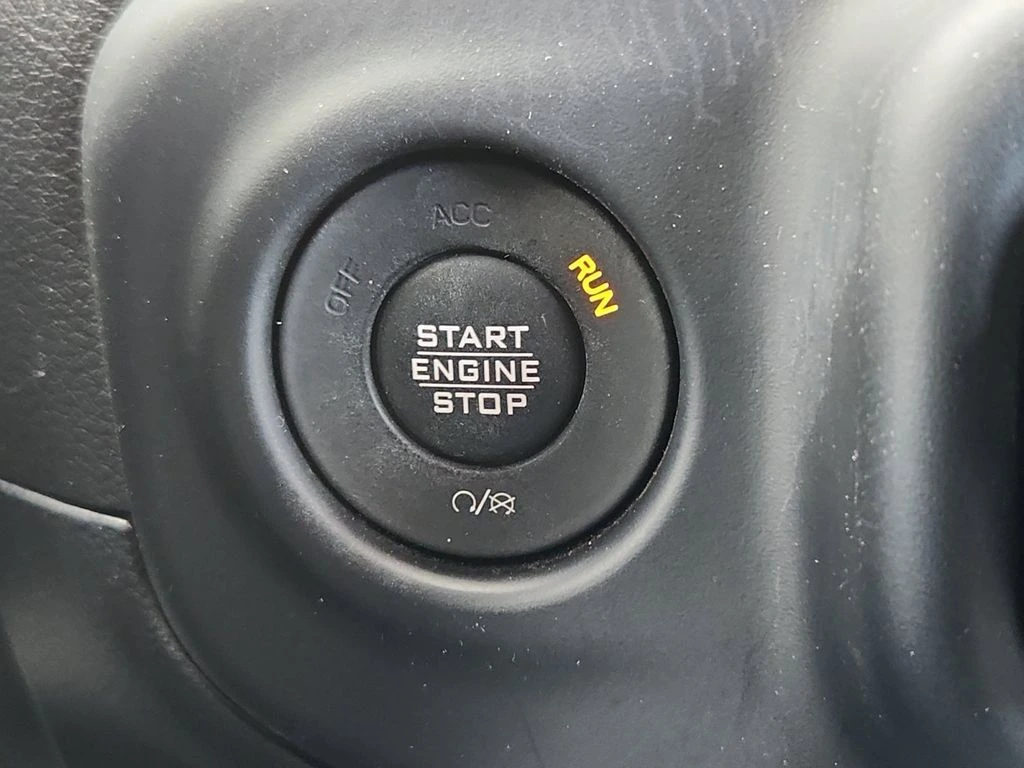 OFF
ACC
RUN
START
ENGINE
STOP